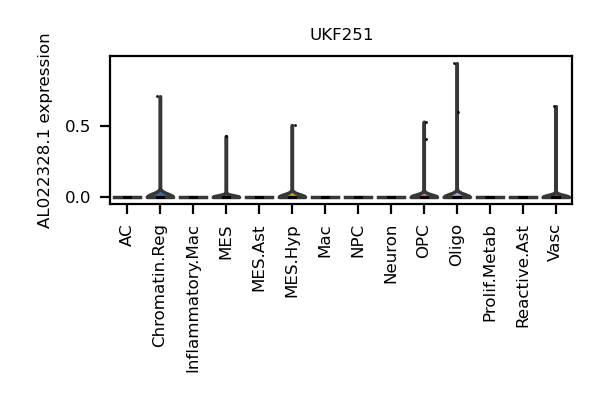 UKF251
AL022328.1 expression
0.5
0.0
AC
Chromatin.Reg
Inflammatory.Mac
MES
MES.Ast
MES.Hyp
Mac
NPC
Neuron
OPC
Oligo
Prolif.Metab
Reactive.Ast
Vasc